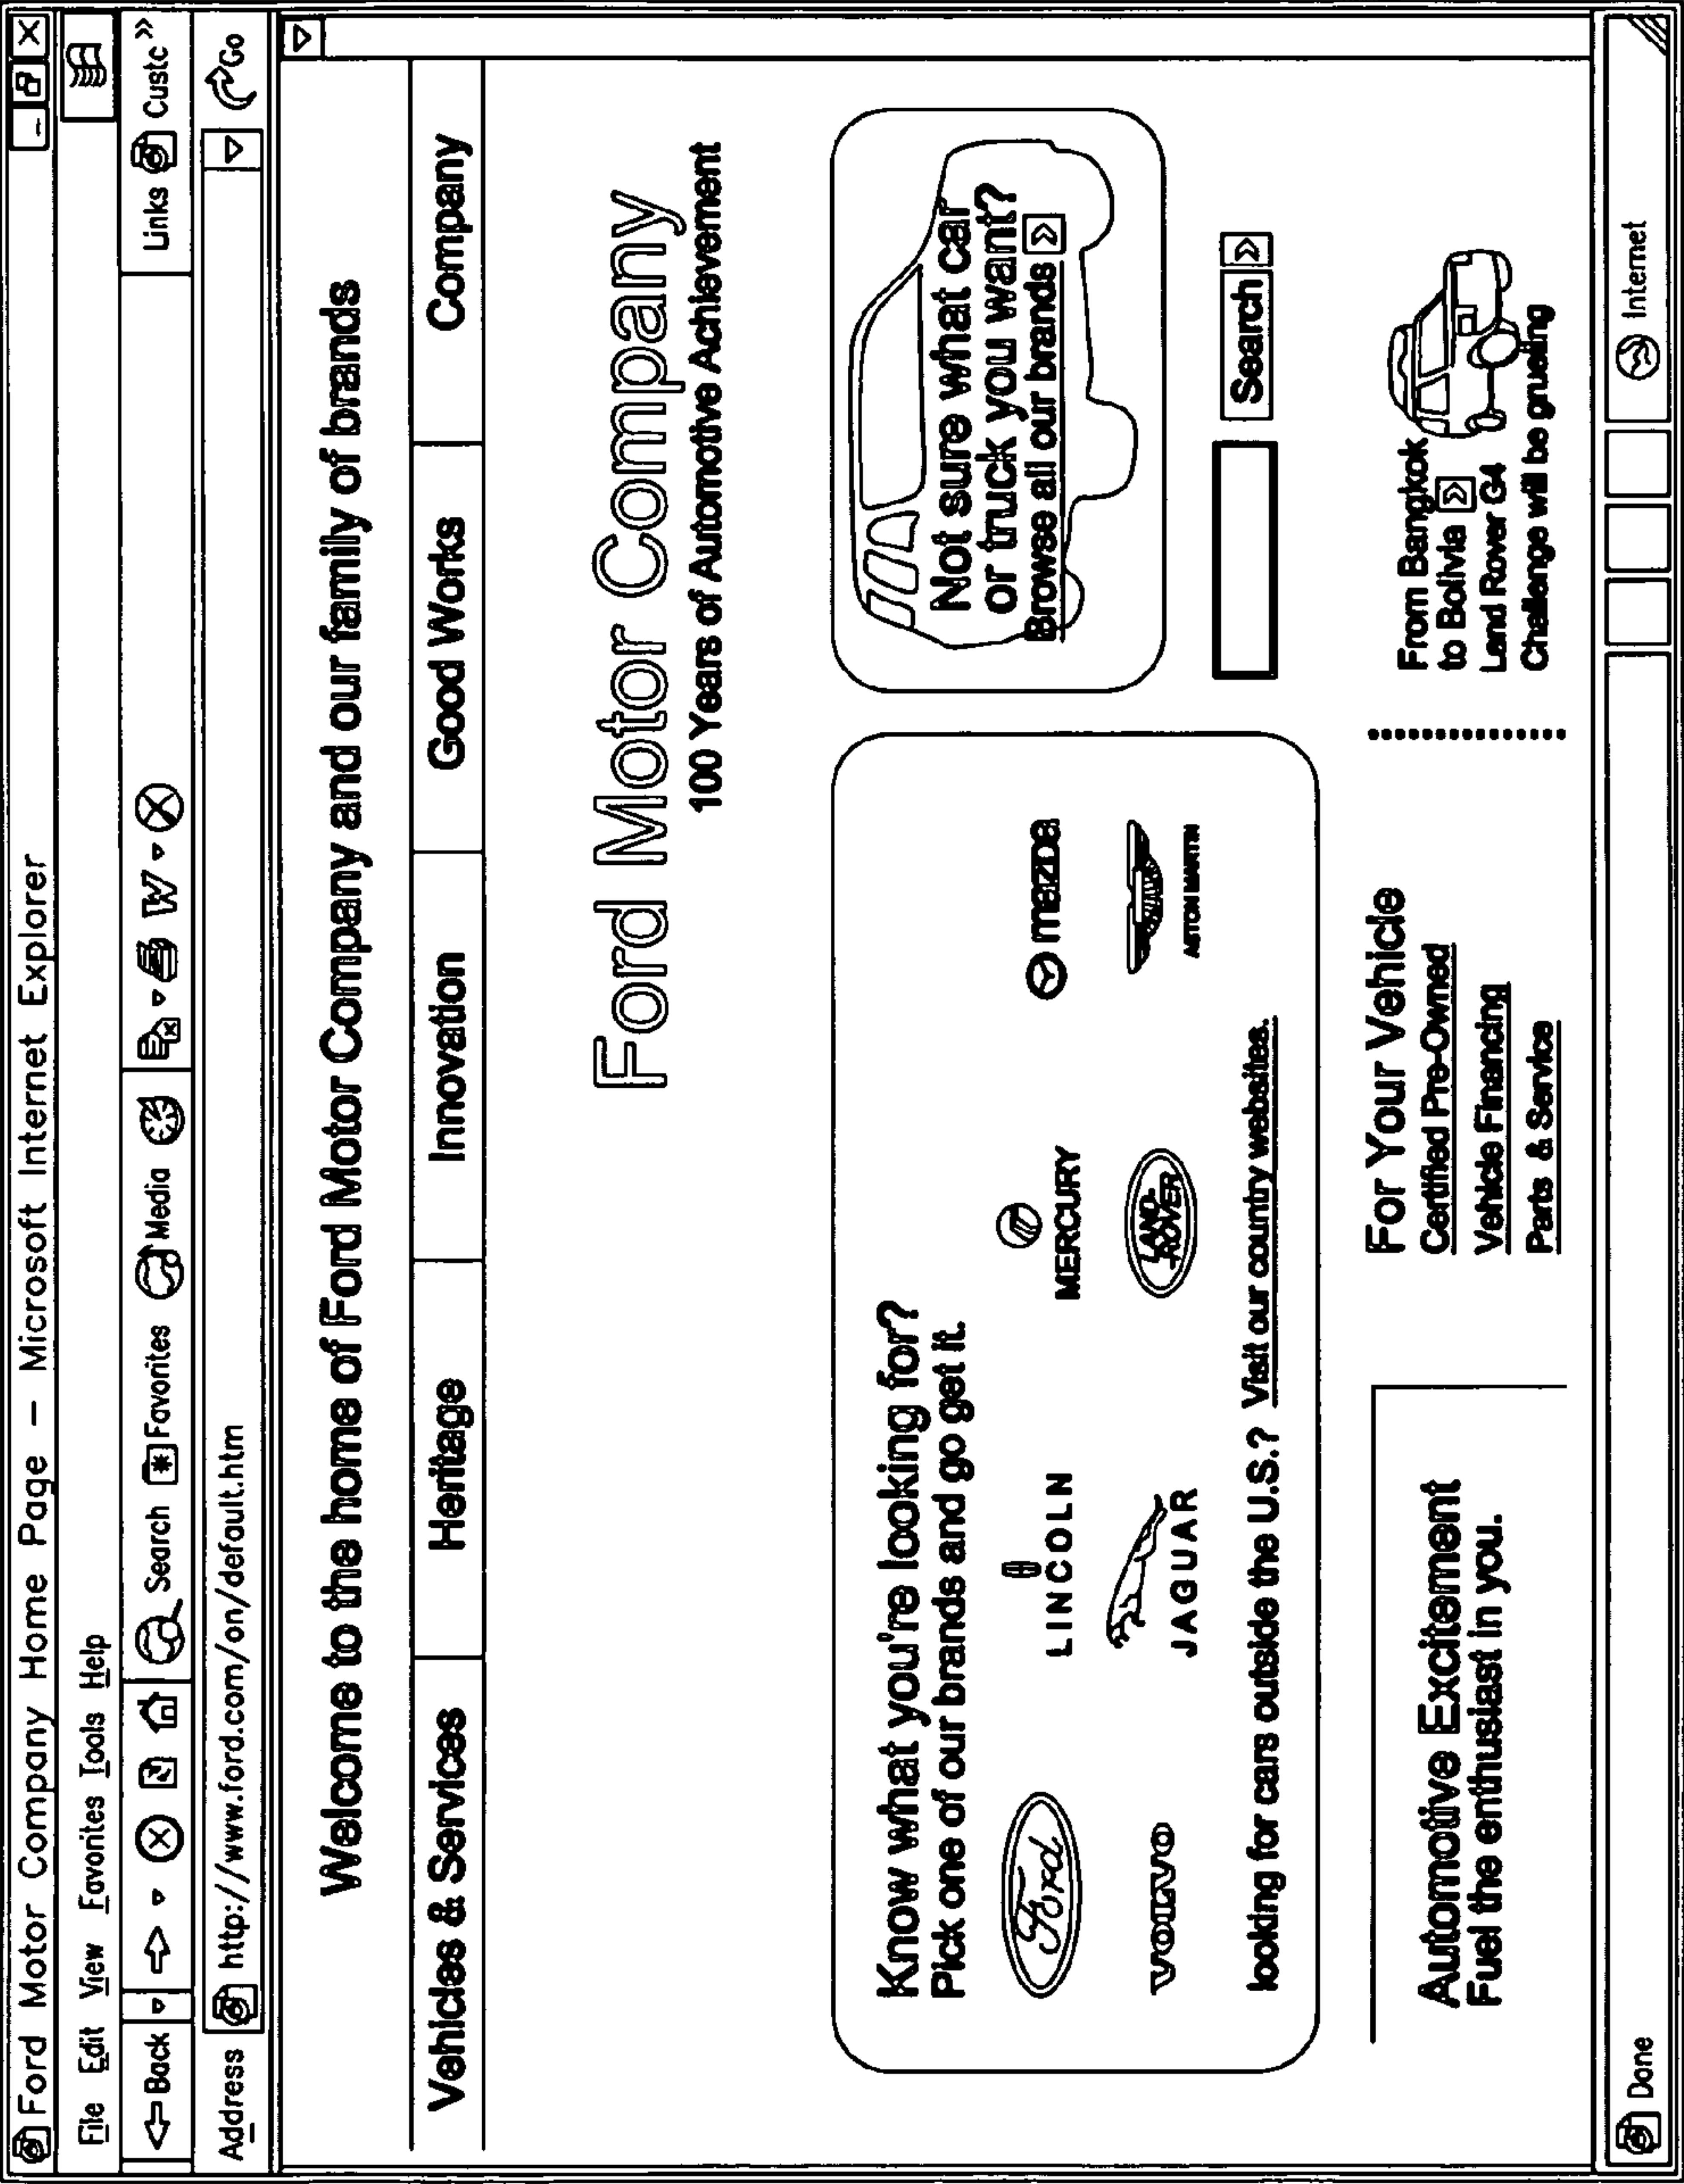 Ford Motor Company Home Page – Microsoft Internet Explorer
File Edit View Favorites Tools Help
Back Search Favorites Media W Links Custc »
Address http://www.ford.com/on/default.htm Go
Welcome to the home of Ford Motor Company and our family of brands
Vehicles & Services Heritage Innovation Good Works Company
Ford Motor Company
100 Years of Automotive Achievement
Know what you're looking for?
Pick one of our brands and go get it.
Ford LINCOLN MERCURY mazda
VOLVO JAGUAR LAND-ROVER ASTON MARTIN
looking for cars outside the U.S.? Visit our country websites.
Not sure what car
or truck you want?
Browse all our brands »
Search »
Automotive Excitement
Fuel the enthusiast in you.
For Your Vehicle
Certified Pre-Owned
Vehicle Financing
Parts & Service
From Bangkok
to Bolivia »
Land Rover G4
Challenge will be grueling
Done Internet